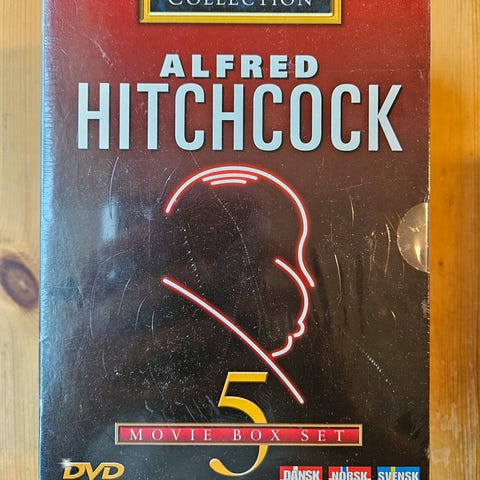 COLLECTION
ALFRED
HITCHCOCK
5
MOVIE BOX SET
DVD
DANSK NORSK SVENSK